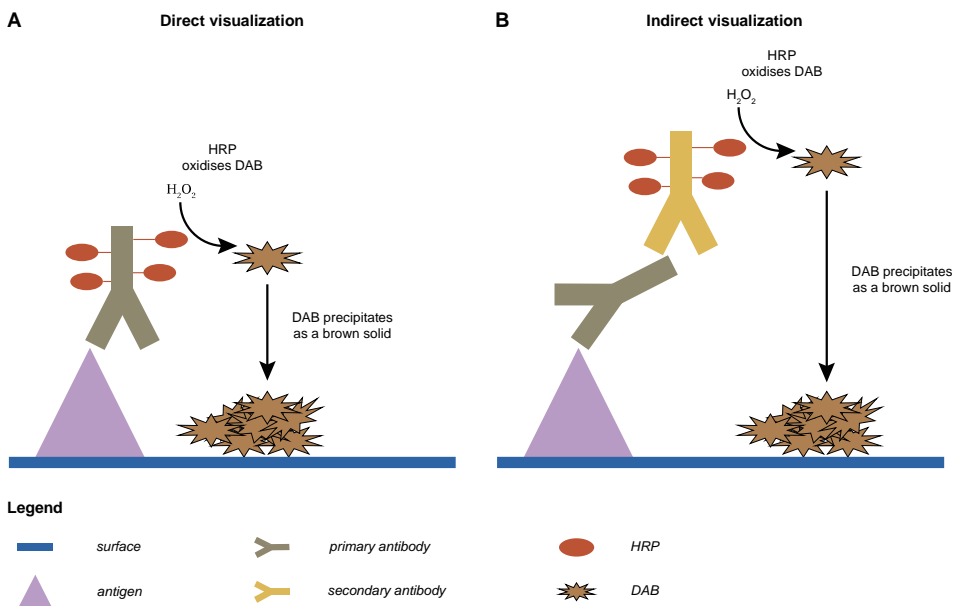 A
Direct visualization
HRP
oxidises DAB
H₂O₂
DAB precipitates
as a brown solid
B
Indirect visualization
HRP
oxidises DAB
H₂O₂
DAB precipitates
as a brown solid
Legend
surface
primary antibody
HRP
antigen
secondary antibody
DAB